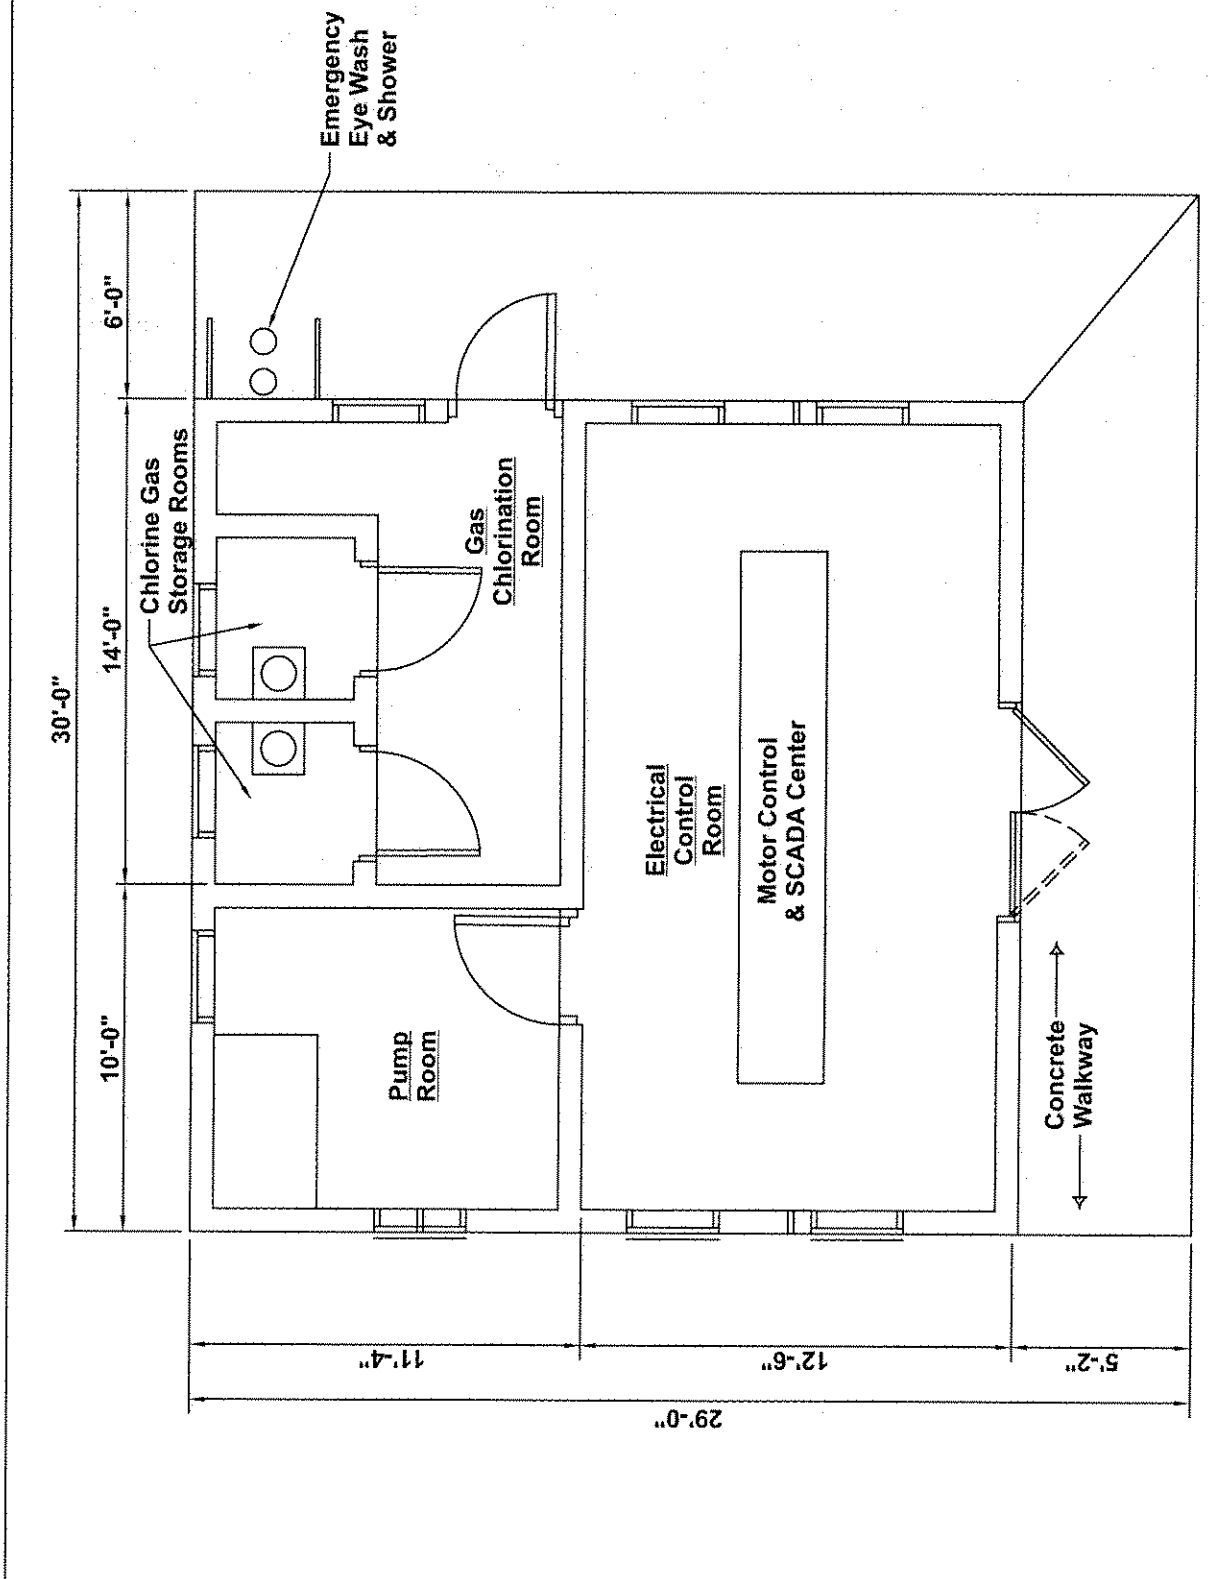 30'-0"
10'-0"
14'-0"
6'-0"
Chlorine Gas
Storage Rooms
Emergency
Eye Wash
& Shower
Pump
Room
Gas
Chlorination
Room
Electrical
Control
Room
Motor Control
& SCADA Center
Concrete
Walkway
11'-4"
12'-6"
5'-2"
29'-0"